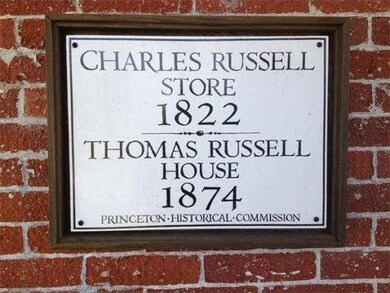 CHARLES RUSSELL
STORE
1822
THOMAS RUSSELL
HOUSE
1874
PRINCETON·HISTORICAL·COMMISSION